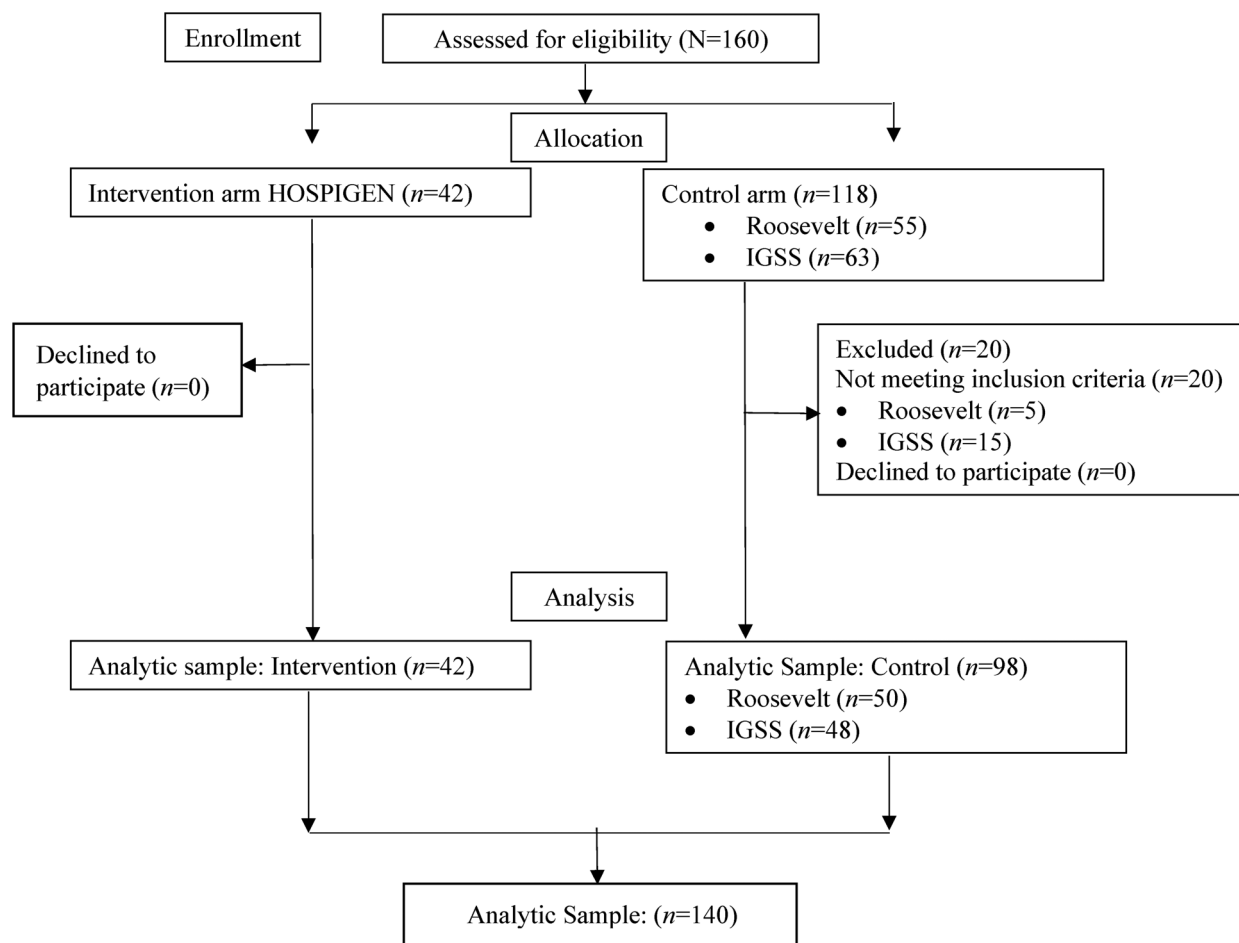 Enrollment
Assessed for eligibility (N=160)
Allocation
Intervention arm HOSPIGEN (n=42)
Control arm (n=118)
• Roosevelt (n=55)
• IGSS (n=63)
Declined to
participate (n=0)
Excluded (n=20)
Not meeting inclusion criteria (n=20)
• Roosevelt (n=5)
• IGSS (n=15)
Declined to participate (n=0)
Analysis
Analytic sample: Intervention (n=42)
Analytic Sample: Control (n=98)
• Roosevelt (n=50)
• IGSS (n=48)
Analytic Sample: (n=140)